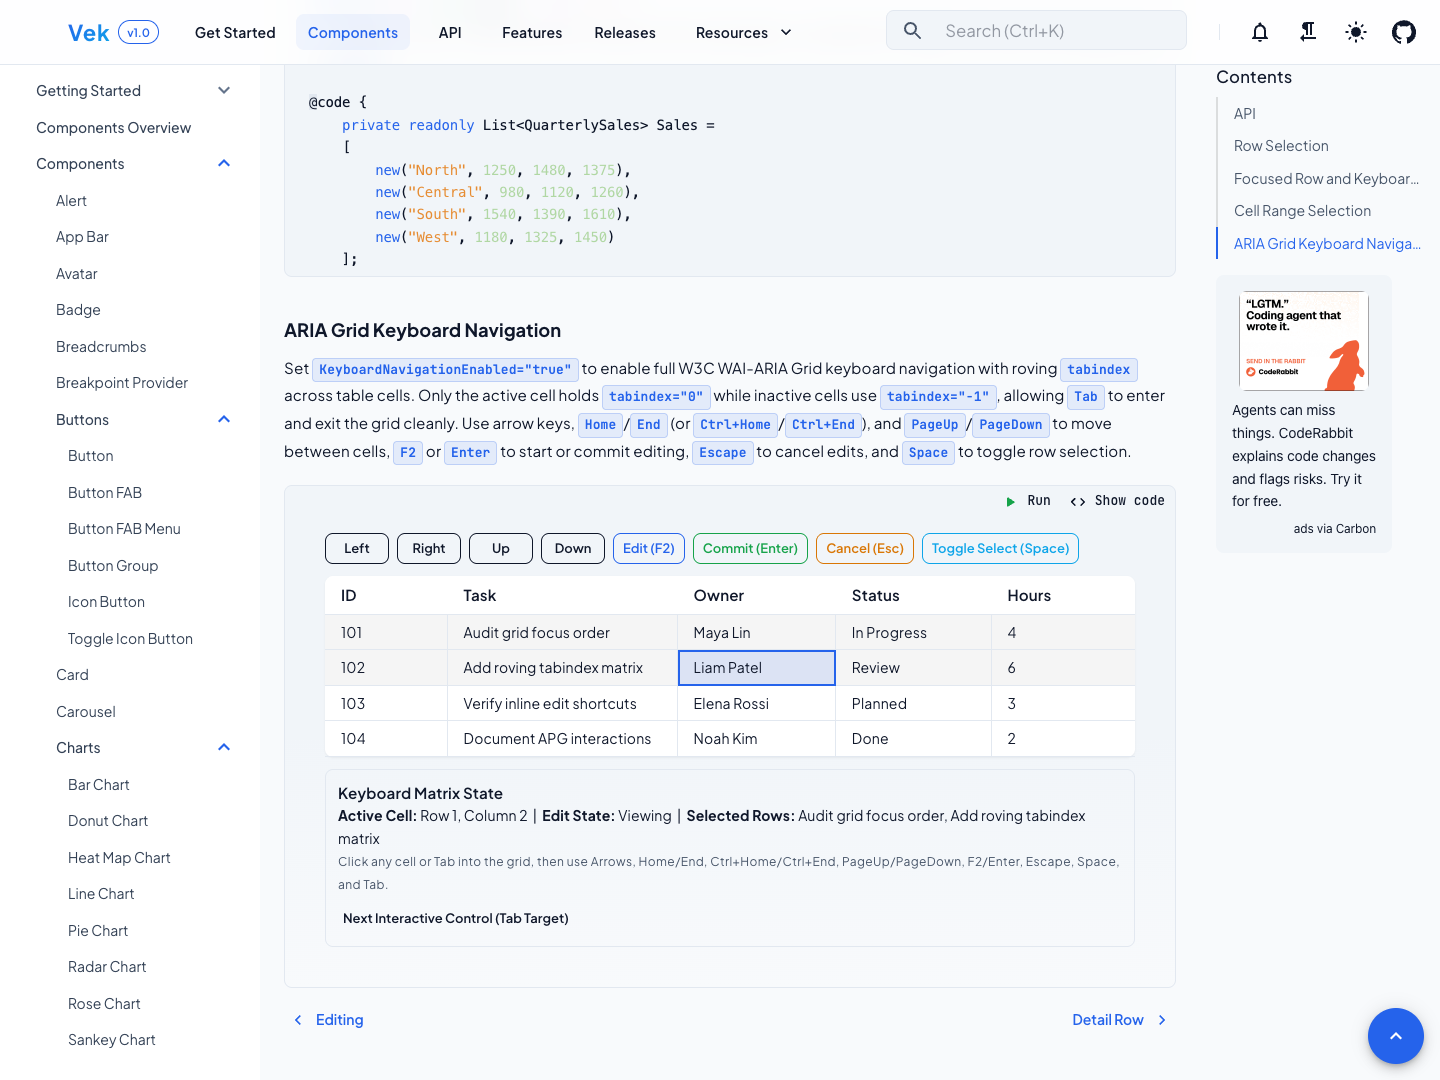 Vek v1.0 Get Started Components API Features Releases Resources Search (Ctrl+K)
Getting Started
Components Overview
Components
Alert
App Bar
Avatar
Badge
Breadcrumbs
Breakpoint Provider
Buttons
Button
Button FAB
Button FAB Menu
Button Group
Icon Button
Toggle Icon Button
Card
Carousel
Charts
Bar Chart
Donut Chart
Heat Map Chart
Line Chart
Pie Chart
Radar Chart
Rose Chart
Sankey Chart
@code {
    private readonly List<QuarterlySales> Sales =
    [
        new("North", 1250, 1480, 1375),
        new("Central", 980, 1120, 1260),
        new("South", 1540, 1390, 1610),
        new("West", 1180, 1325, 1450)
    ];
ARIA Grid Keyboard Navigation
Set KeyboardNavigationEnabled="true" to enable full W3C WAI-ARIA Grid keyboard navigation with roving tabindex
across table cells. Only the active cell holds tabindex="0" while inactive cells use tabindex="-1", allowing Tab to enter
and exit the grid cleanly. Use arrow keys, Home/End (or Ctrl+Home/Ctrl+End), and PageUp/PageDown to move
between cells, F2 or Enter to start or commit editing, Escape to cancel edits, and Space to toggle row selection.
Run Show code
Left Right Up Down Edit (F2) Commit (Enter) Cancel (Esc) Toggle Select (Space)
ID Task Owner Status Hours
101 Audit grid focus order Maya Lin In Progress 4
102 Add roving tabindex matrix Liam Patel Review 6
103 Verify inline edit shortcuts Elena Rossi Planned 3
104 Document APG interactions Noah Kim Done 2
Keyboard Matrix State
Active Cell: Row 1, Column 2 | Edit State: Viewing | Selected Rows: Audit grid focus order, Add roving tabindex
matrix
Click any cell or Tab into the grid, then use Arrows, Home/End, Ctrl+Home/Ctrl+End, PageUp/PageDown, F2/Enter, Escape, Space,
and Tab.
Next Interactive Control (Tab Target)
Editing Detail Row
Contents
API
Row Selection
Focused Row and Keyboar...
Cell Range Selection
ARIA Grid Keyboard Naviga...
“LGTM.”
Coding agent that
wrote it.
SEND IN THE RABBIT
CodeRabbit
Agents can miss
things. CodeRabbit
explains code changes
and flags risks. Try it
for free.
ads via Carbon